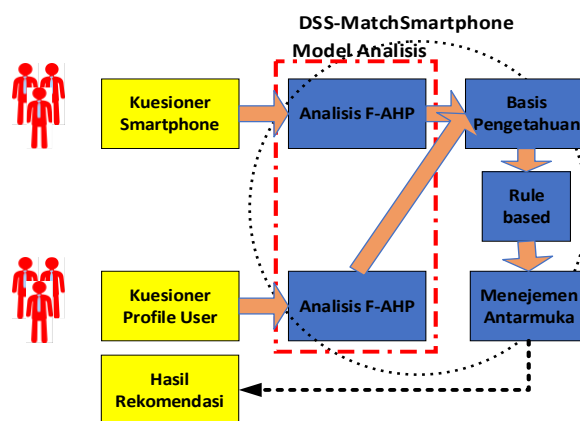 DSS-MatchSmartphone
Model Analisis
Kuesioner
Smartphone
Analisis F-AHP
Basis
Pengetahuan
Rule
based
Kuesioner
Profile User
Analisis F-AHP
Menejemen
Antarmuka
Hasil
Rekomendasi